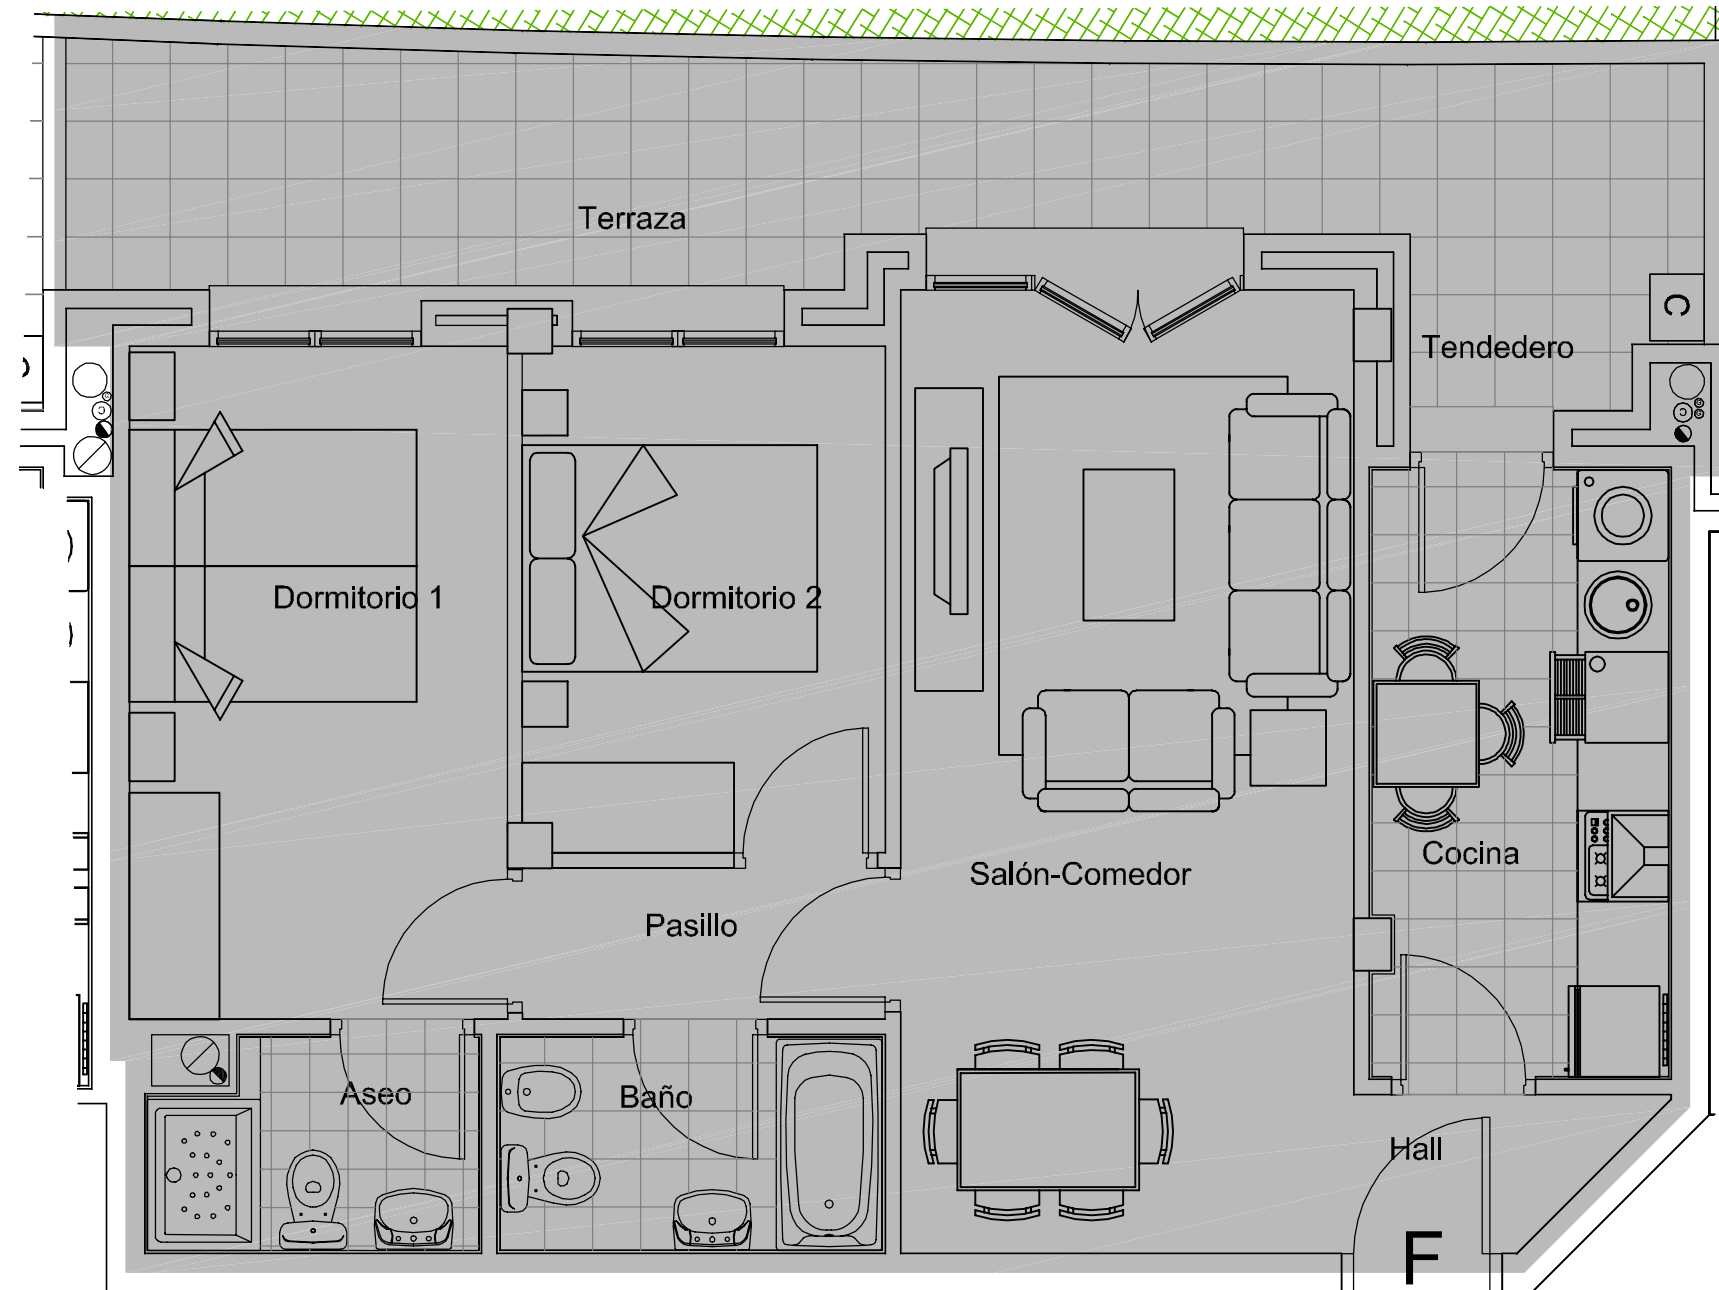 Terraza
C
Tendedero
C
C
Dormitorio 1
Dormitorio 2
Cocina
Salón-Comedor
Pasillo
Aseo
Baño
Hall
F